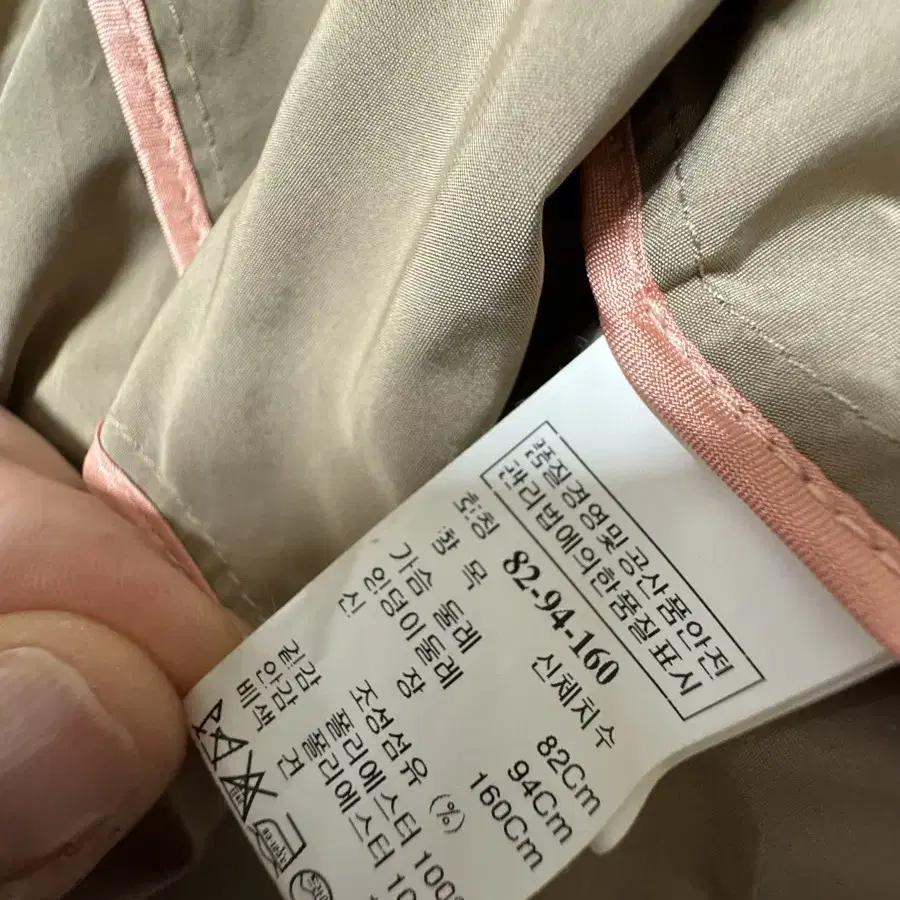 품질경영및공산품안전
관리법에의한품질표시
호칭 82-94-160
항 목 신체치수
가슴둘레 82Cm
엉덩이둘레 94Cm
신 장 160Cm
조성섬유 (%)
겉감 폴리에스터 100
안감 폴리에스터 10
배색 견